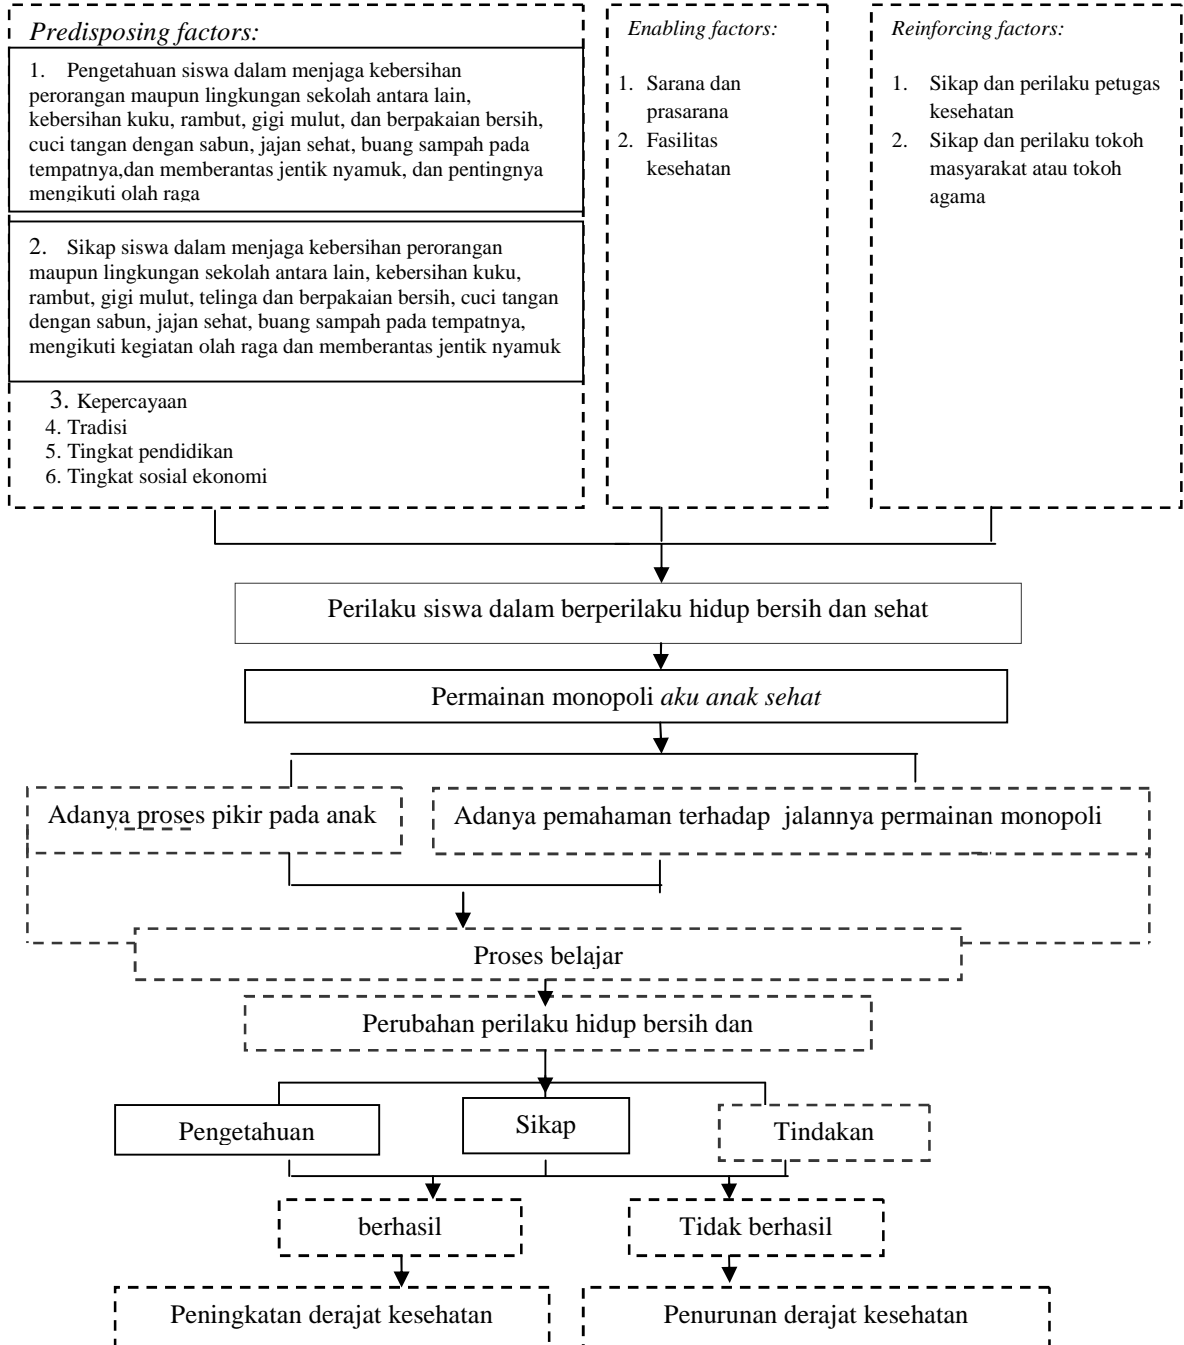 Predisposing factors:
1. Pengetahuan siswa dalam menjaga kebersihan
perorangan maupun lingkungan sekolah antara lain,
kebersihan kuku, rambut, gigi mulut, dan berpakaian bersih,
cuci tangan dengan sabun, jajan sehat, buang sampah pada
tempatnya,dan memberantas jentik nyamuk, dan pentingnya
mengikuti olah raga
2. Sikap siswa dalam menjaga kebersihan perorangan
maupun lingkungan sekolah antara lain, kebersihan kuku,
rambut, gigi mulut, telinga dan berpakaian bersih, cuci tangan
dengan sabun, jajan sehat, buang sampah pada tempatnya,
mengikuti kegiatan olah raga dan memberantas jentik nyamuk
3. Kepercayaan
4. Tradisi
5. Tingkat pendidikan
6. Tingkat sosial ekonomi
Enabling factors:
1. Sarana dan
prasarana
2. Fasilitas
kesehatan
Reinforcing factors:
1. Sikap dan perilaku petugas
kesehatan
2. Sikap dan perilaku tokoh
masyarakat atau tokoh
agama
Perilaku siswa dalam berperilaku hidup bersih dan sehat
Permainan monopoli aku anak sehat
Adanya proses pikir pada anak
Adanya pemahaman terhadap jalannya permainan monopoli
Proses belajar
Perubahan perilaku hidup bersih dan
Pengetahuan
Sikap
Tindakan
berhasil
Tidak berhasil
Peningkatan derajat kesehatan
Penurunan derajat kesehatan